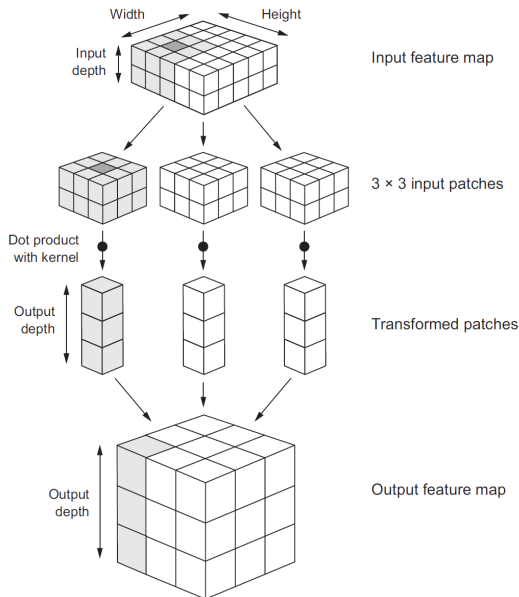 Width
Height
Input
depth
Input feature map
3 × 3 input patches
Dot product
with kernel
Output
depth
Transformed patches
Output
depth
Output feature map